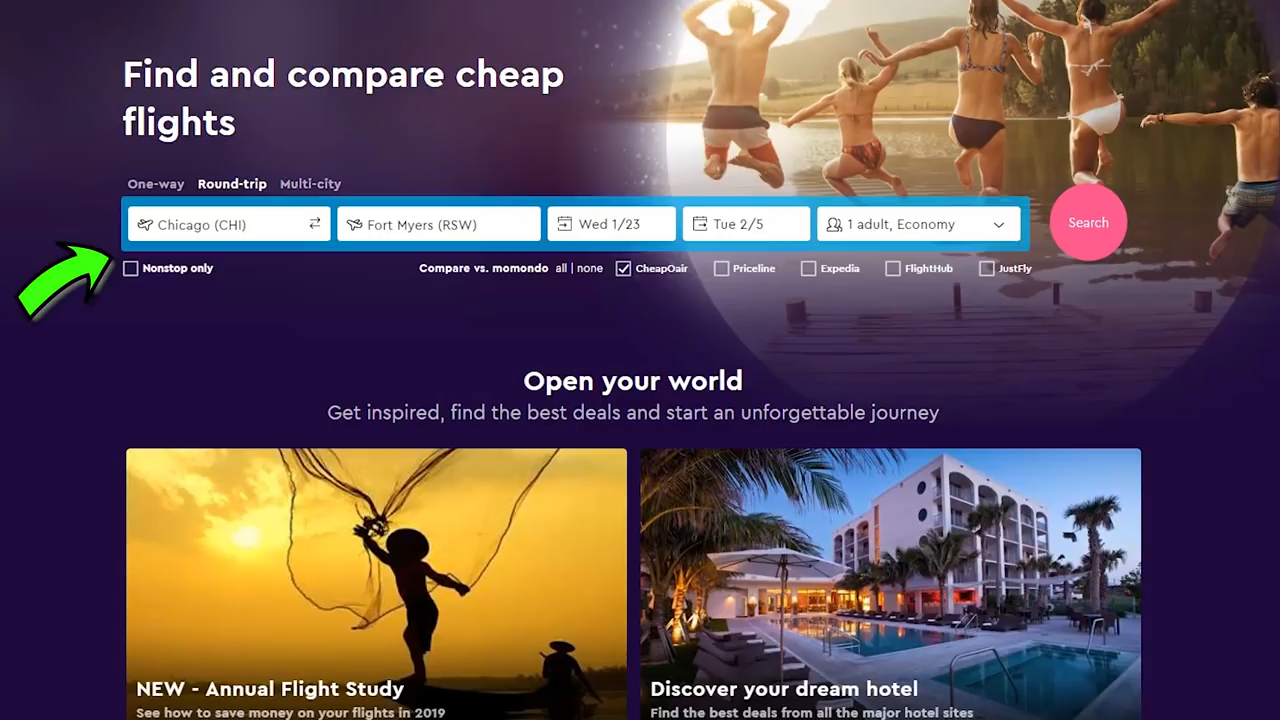 Find and compare cheap
flights
One-way Round-trip Multi-city
Chicago (CHI) Fort Myers (RSW) Wed 1/23 Tue 2/5 1 adult, Economy Search
Nonstop only Compare vs. momondo all | none CheapOair Priceline Expedia FlightHub JustFly
Open your world
Get inspired, find the best deals and start an unforgettable journey
NEW - Annual Flight Study
See how to save money on your flights in 2019
Discover your dream hotel
Find the best deals from all the major hotel sites